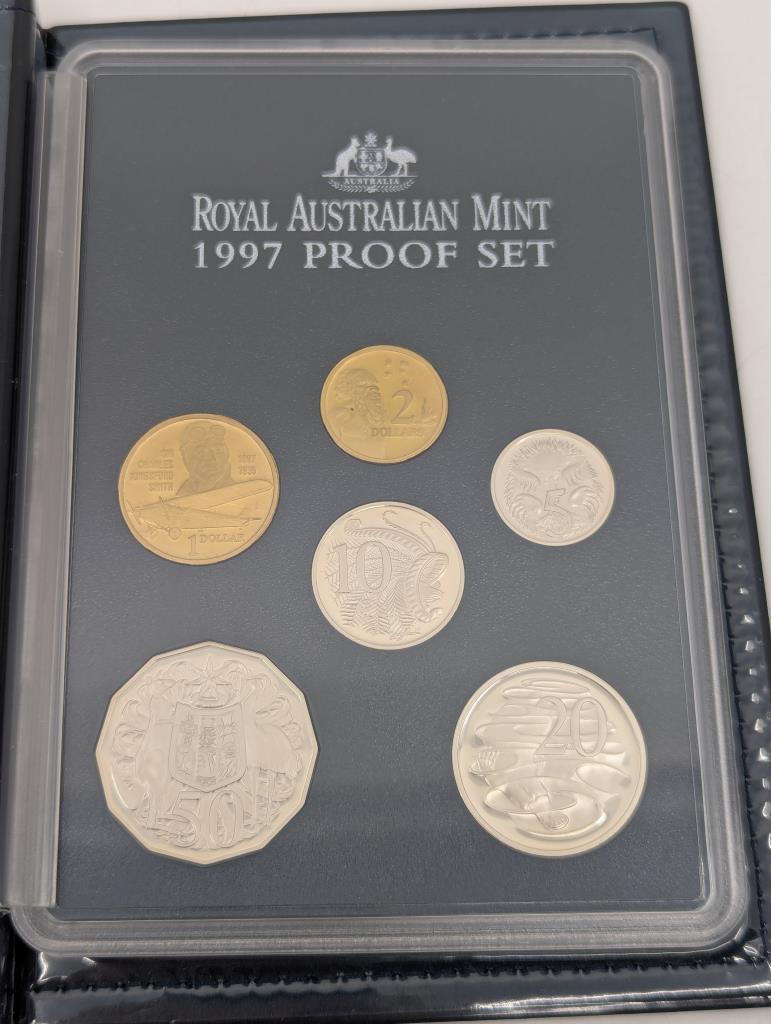 AUSTRALIA
ROYAL AUSTRALIAN MINT
1997 PROOF SET
2
DOLLARS
SIR
CHARLES
KINGSFORD
SMITH
1897
1935
1 DOLLAR
5
10
50
20